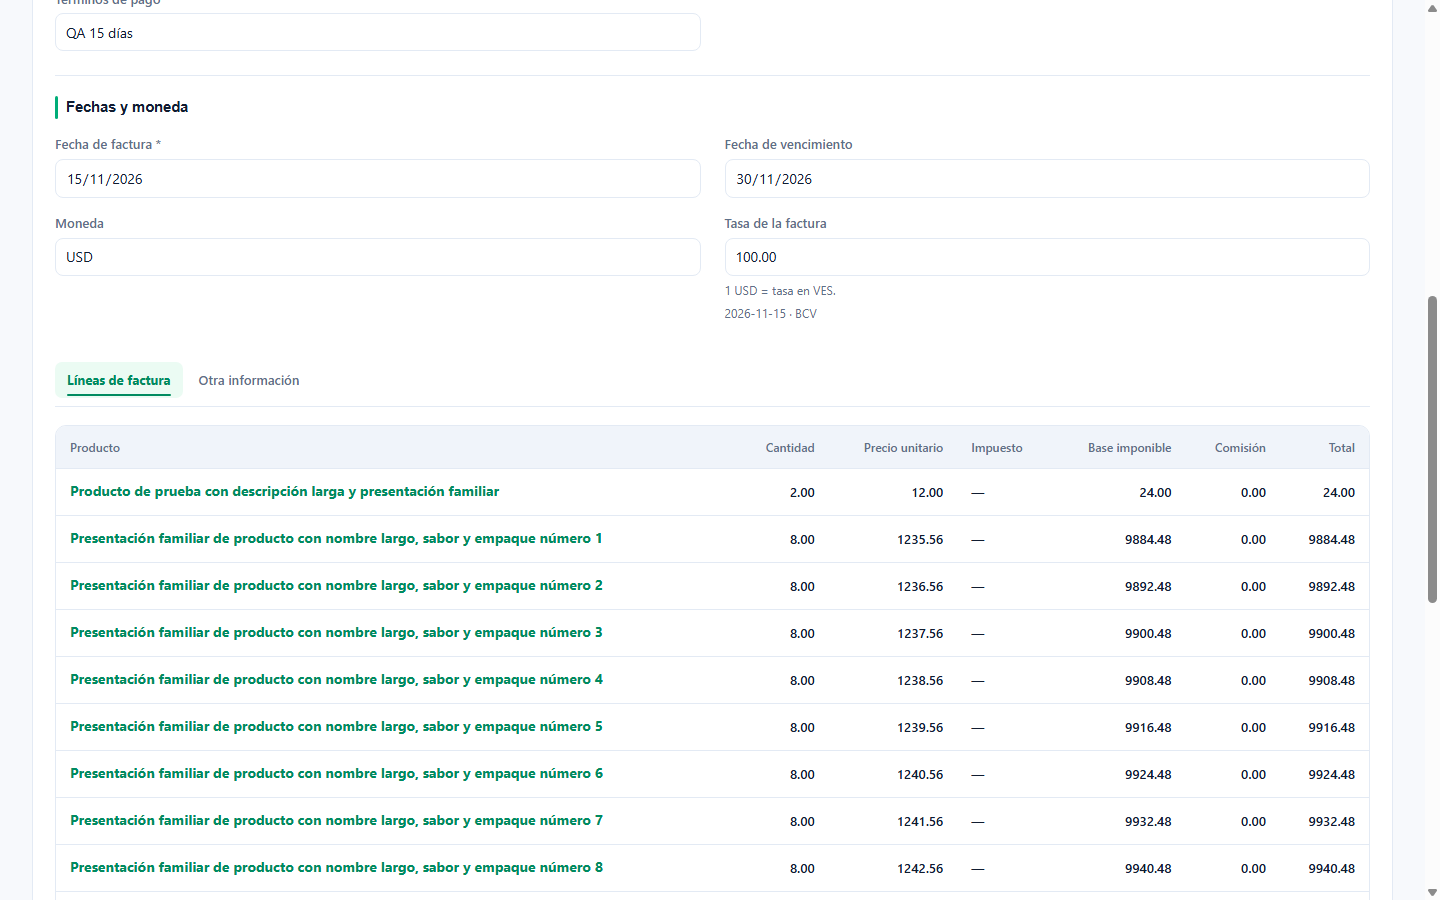 Términos de pago
QA 15 días
Fechas y moneda
Fecha de factura *
Fecha de vencimiento
15/11/2026
30/11/2026
Moneda
Tasa de la factura
USD
100.00
1 USD = tasa en VES.
2026-11-15 · BCV
Líneas de factura
Otra información
Producto Cantidad Precio unitario Impuesto Base imponible Comisión Total
Producto de prueba con descripción larga y presentación familiar 2.00 12.00 — 24.00 0.00 24.00
Presentación familiar de producto con nombre largo, sabor y empaque número 1 8.00 1235.56 — 9884.48 0.00 9884.48
Presentación familiar de producto con nombre largo, sabor y empaque número 2 8.00 1236.56 — 9892.48 0.00 9892.48
Presentación familiar de producto con nombre largo, sabor y empaque número 3 8.00 1237.56 — 9900.48 0.00 9900.48
Presentación familiar de producto con nombre largo, sabor y empaque número 4 8.00 1238.56 — 9908.48 0.00 9908.48
Presentación familiar de producto con nombre largo, sabor y empaque número 5 8.00 1239.56 — 9916.48 0.00 9916.48
Presentación familiar de producto con nombre largo, sabor y empaque número 6 8.00 1240.56 — 9924.48 0.00 9924.48
Presentación familiar de producto con nombre largo, sabor y empaque número 7 8.00 1241.56 — 9932.48 0.00 9932.48
Presentación familiar de producto con nombre largo, sabor y empaque número 8 8.00 1242.56 — 9940.48 0.00 9940.48